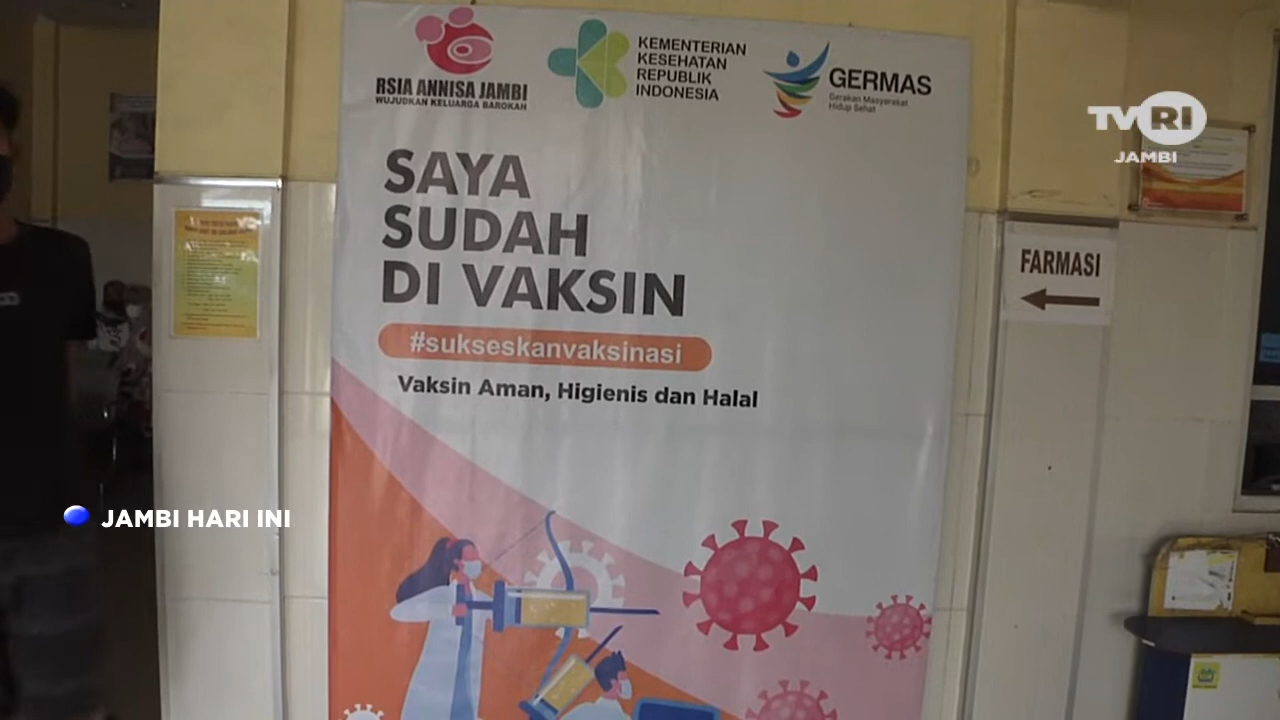 RSIA ANNISA JAMBI
WUJUDKAN KELUARGA BAROKAH
KEMENTERIAN
KESEHATAN
REPUBLIK
INDONESIA
GERMAS
Gerakan Masyarakat
Hidup Sehat
TVRI
JAMBI
SAYA
SUDAH
DI VAKSIN
#sukseskanvaksinasi
Vaksin Aman, Higienis dan Halal
FARMASI
JAMBI HARI INI